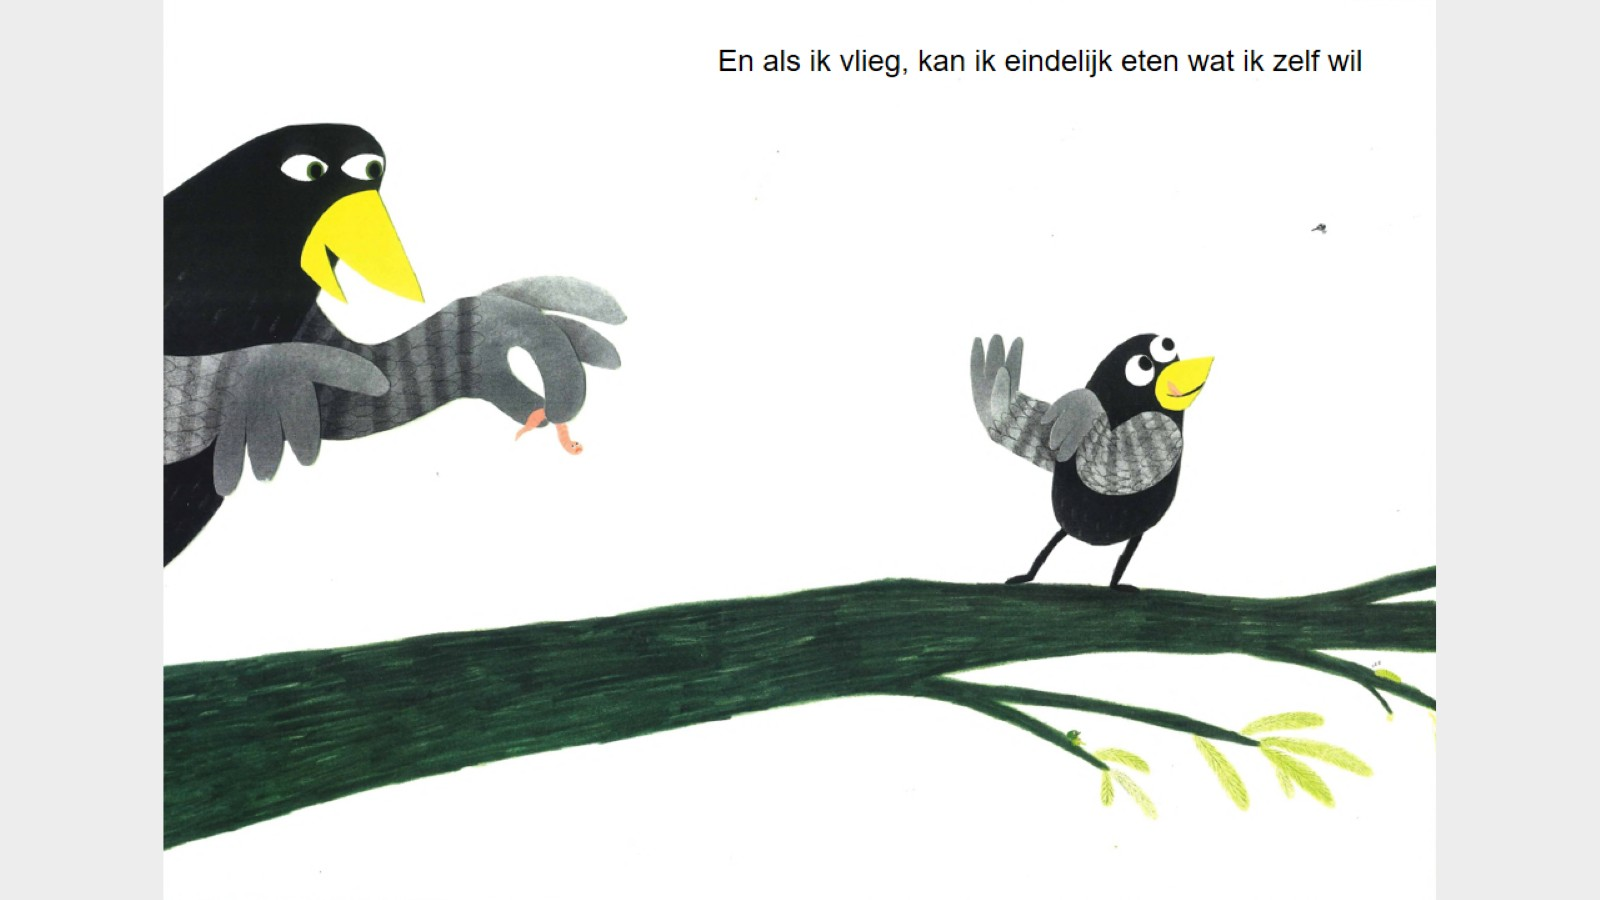 En als ik vlieg, kan ik eindelijk eten wat ik zelf wil